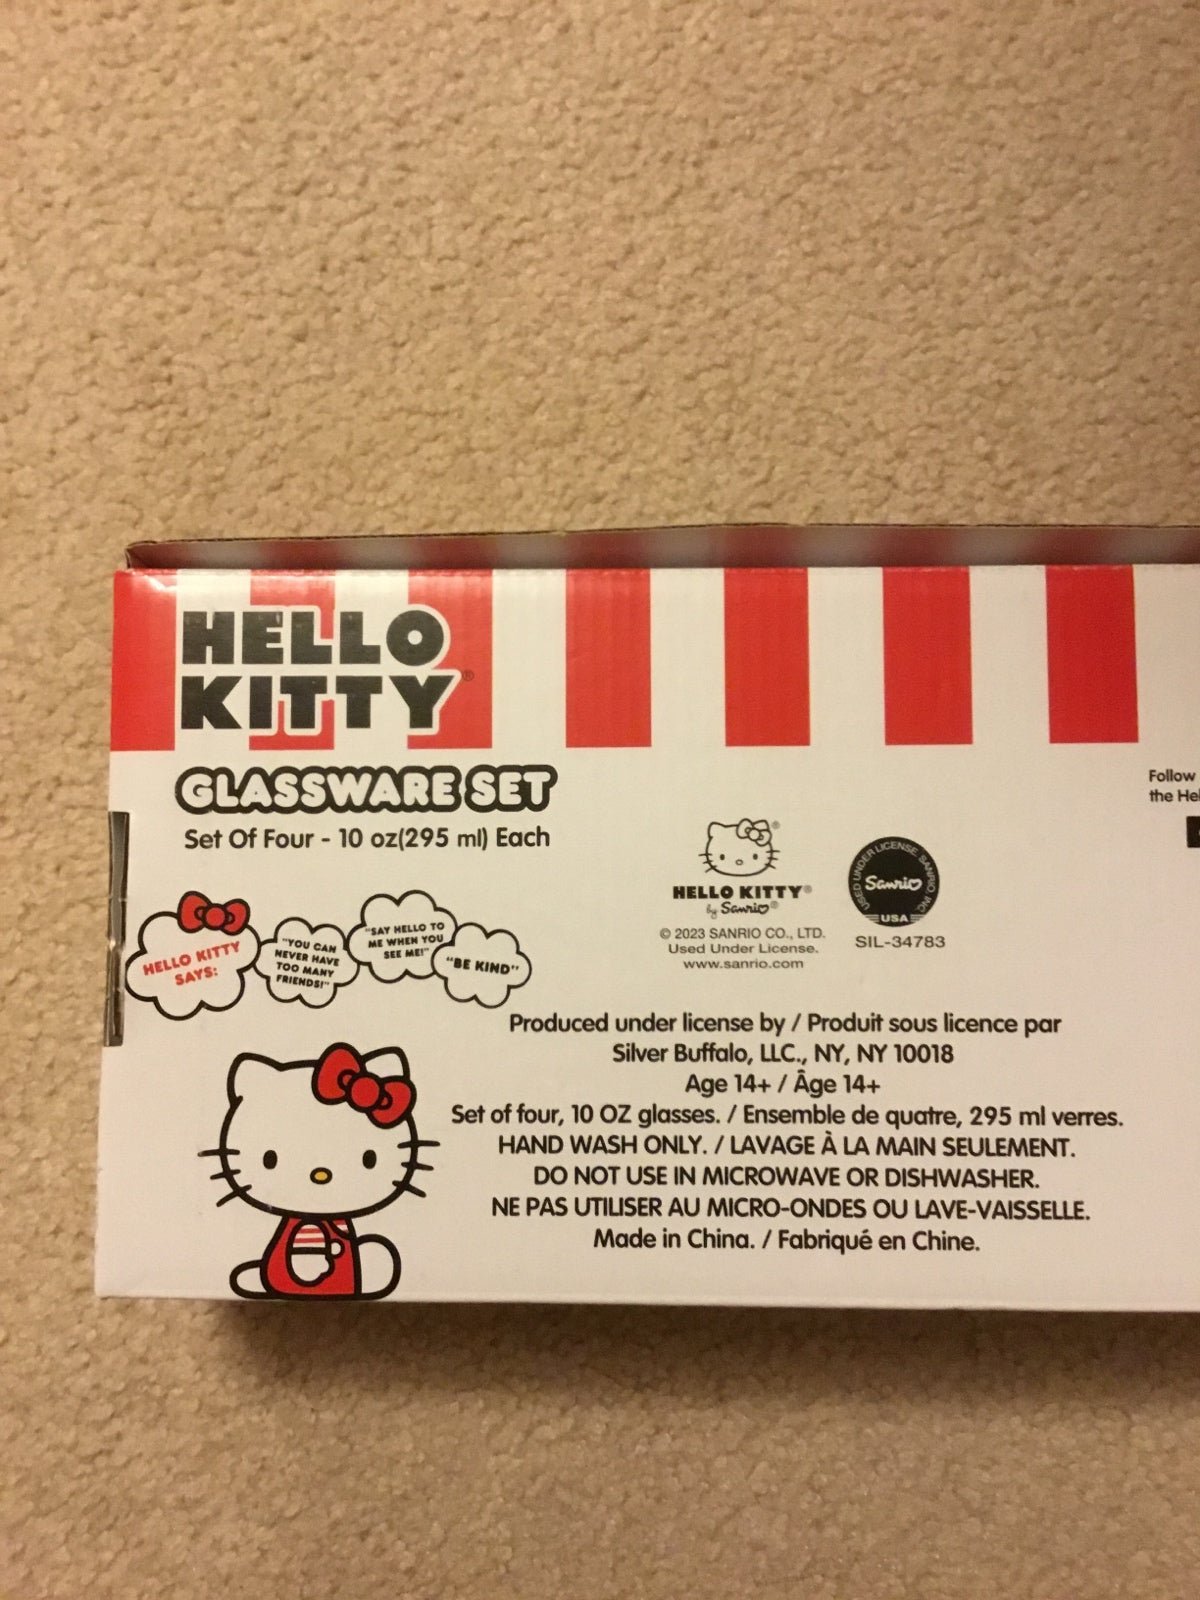 HELLO
KITTY®
GLASSWARE SET
Set Of Four - 10 oz(295 ml) Each
HELLO KITTY
SAYS:
"YOU CAN
NEVER HAVE
TOO MANY
FRIENDS!"
"SAY HELLO TO
ME WHEN YOU
SEE ME!"
"BE KIND"
HELLO KITTY®
by Sanrio®
© 2023 SANRIO CO., LTD.
Used Under License.
www.sanrio.com
USED UNDER LICENSE. SANRIO, INC.
Sanrio
USA
SIL-34783
Follow
the
Produced under license by / Produit sous licence par
Silver Buffalo, LLC., NY, NY 10018
Age 14+ / Âge 14+
Set of four, 10 OZ glasses. / Ensemble de quatre, 295 ml verres.
HAND WASH ONLY. / LAVAGE À LA MAIN SEULEMENT.
DO NOT USE IN MICROWAVE OR DISHWASHER.
NE PAS UTILISER AU MICRO-ONDES OU LAVE-VAISSELLE.
Made in China. / Fabriqué en Chine.